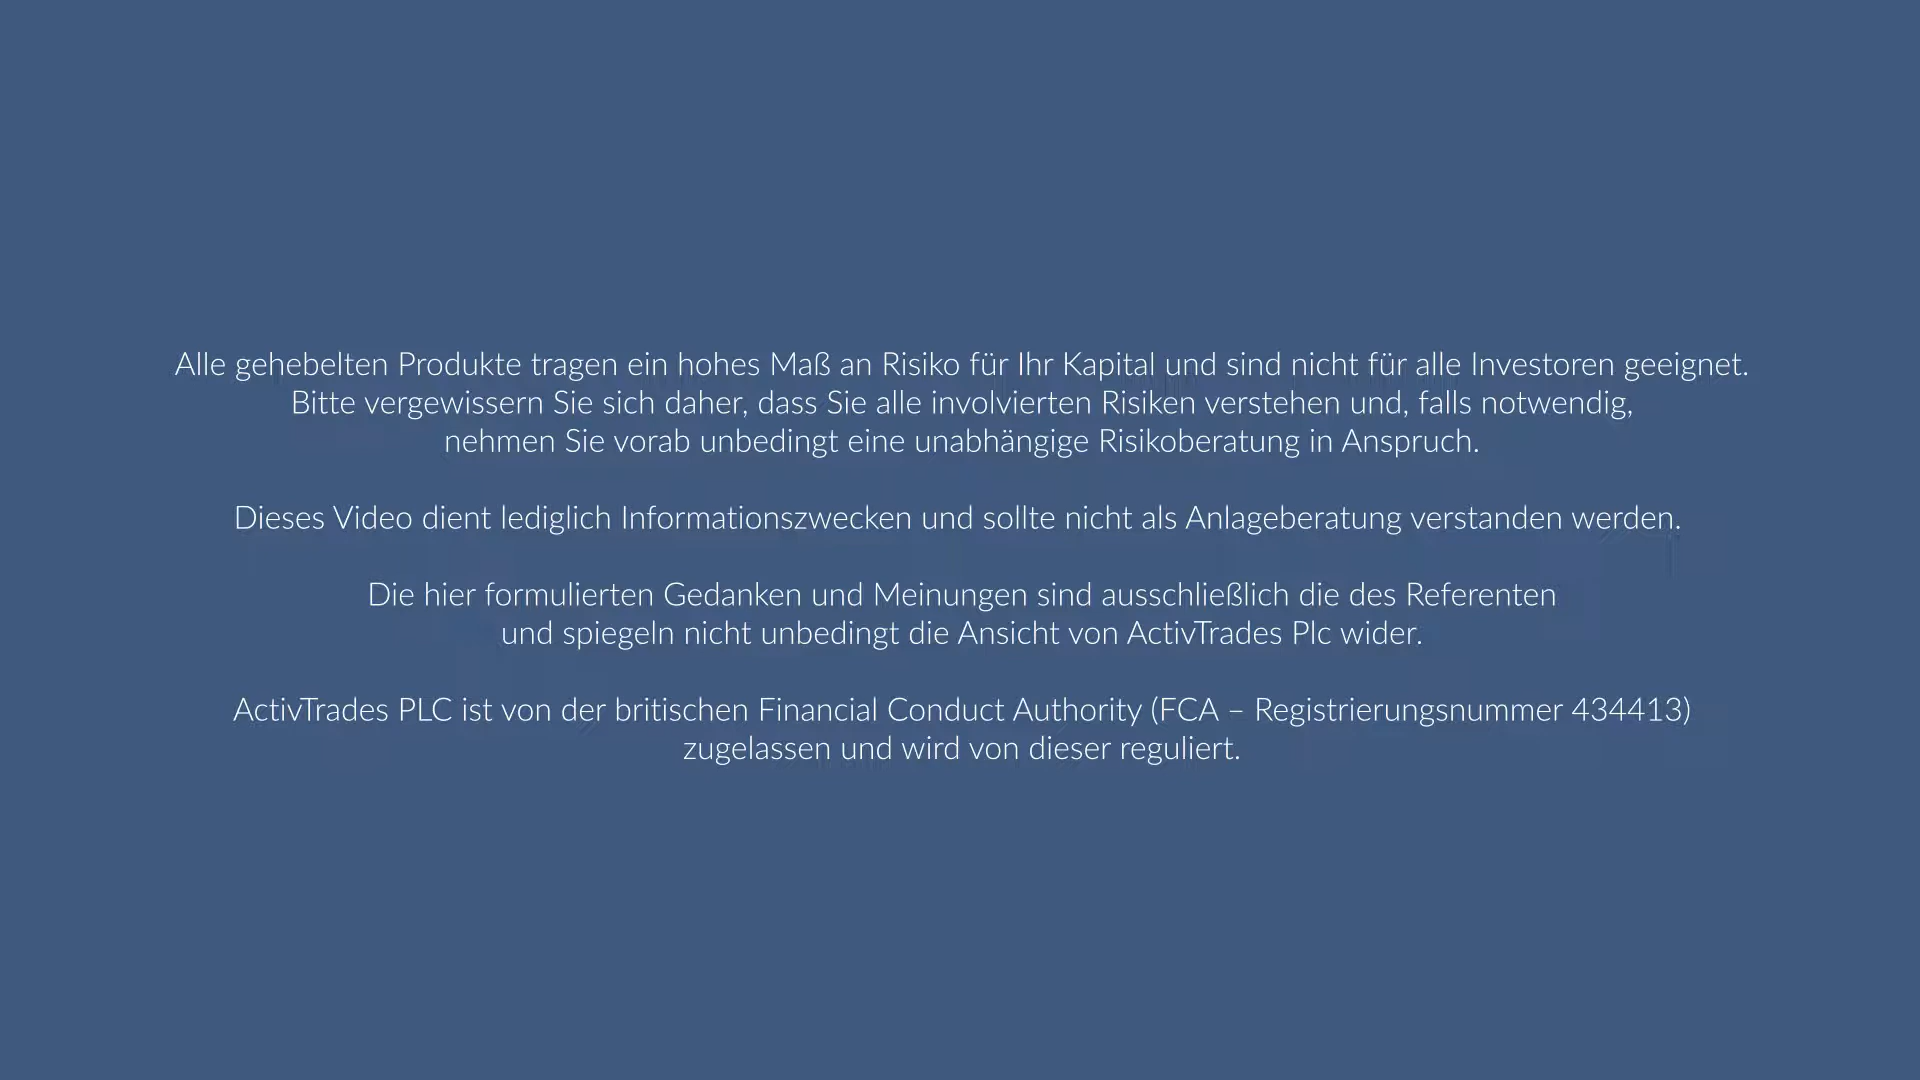 Alle gehebelten Produkte tragen ein hohes Maß an Risiko für Ihr Kapital und sind nicht für alle Investoren geeignet.
Bitte vergewissern Sie sich daher, dass Sie alle involvierten Risiken verstehen und, falls notwendig,
nehmen Sie vorab unbedingt eine unabhängige Risikoberatung in Anspruch.
Dieses Video dient lediglich Informationszwecken und sollte nicht als Anlageberatung verstanden werden.
Die hier formulierten Gedanken und Meinungen sind ausschließlich die des Referenten
und spiegeln nicht unbedingt die Ansicht von ActivTrades Plc wider.
ActivTrades PLC ist von der britischen Financial Conduct Authority (FCA – Registrierungsnummer 434413)
zugelassen und wird von dieser reguliert.